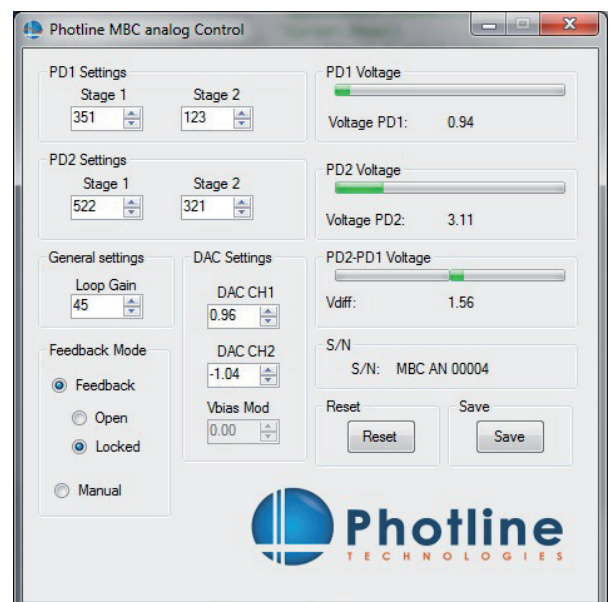 Photline MBC analog Control
PD1 Settings
Stage 1 Stage 2
351 123
PD1 Voltage
Voltage PD1: 0.94
PD2 Settings
Stage 1 Stage 2
522 321
PD2 Voltage
Voltage PD2: 3.11
General settings
Loop Gain
45
DAC Settings
DAC CH1
0.96
DAC CH2
-1.04
Vbias Mod
0.00
PD2-PD1 Voltage
Vdiff: 1.56
Feedback Mode
Feedback
Open
Locked
Manual
S/N
S/N: MBC AN 00004
Reset
Reset
Save
Save
Photline
TECHNOLOGIES